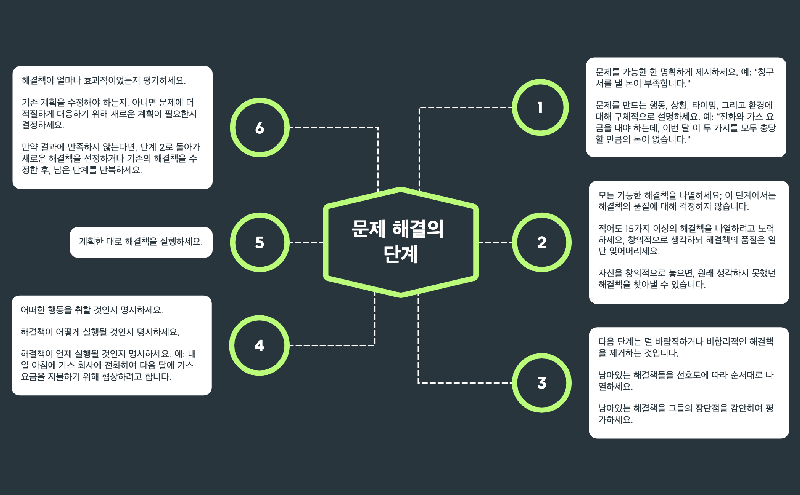 문제 해결의
단계
1
문제를 가능한 한 명확하게 제시하세요. 예: "청구
서를 낼 돈이 부족합니다."
문제를 만드는 행동, 상황, 타이밍, 그리고 환경에
대해 구체적으로 설명하세요. 예: "전화와 가스 요
금을 내야 하는데, 이번 달 이 두 가지를 모두 충당
할 만큼의 돈이 없습니다."
2
모든 가능한 해결책을 나열하세요; 이 단계에서는
해결책의 품질에 대해 걱정하지 않습니다.
적어도 15가지 이상의 해결책을 나열하려고 노력
하세요, 창의적으로 생각하되 해결책의 품질은 일
단 잊어버리세요.
자신을 창의적으로 놓으면, 원래 생각하지 못했던
해결책을 찾아낼 수 있습니다.
3
다음 단계는 덜 바람직하거나 비합리적인 해결책
을 제거하는 것입니다.
남아있는 해결책들을 선호도에 따라 순서대로 나
열하세요.
남아있는 해결책을 그들의 장단점을 감안하여 평
가하세요.
4
어떠한 행동을 취할 것인지 명시하세요.
해결책이 어떻게 실행될 것인지 명시하세요.
해결책이 언제 실행될 것인지 명시하세요. 예: 내
일 아침에 가스 회사에 전화하여 다음 달에 가스
요금을 지불하기 위해 협상하려고 합니다.
5
계획한 대로 해결책을 실행하세요.
6
해결책이 얼마나 효과적이었는지 평가하세요.
기존 계획을 수정해야 하는지, 아니면 문제에 더
적절하게 대응하기 위해 새로운 계획이 필요한지
결정하세요.
만약 결과에 만족하지 않는다면, 단계 2로 돌아가
새로운 해결책을 선정하거나 기존의 해결책을 수
정한 후, 남은 단계를 반복하세요.